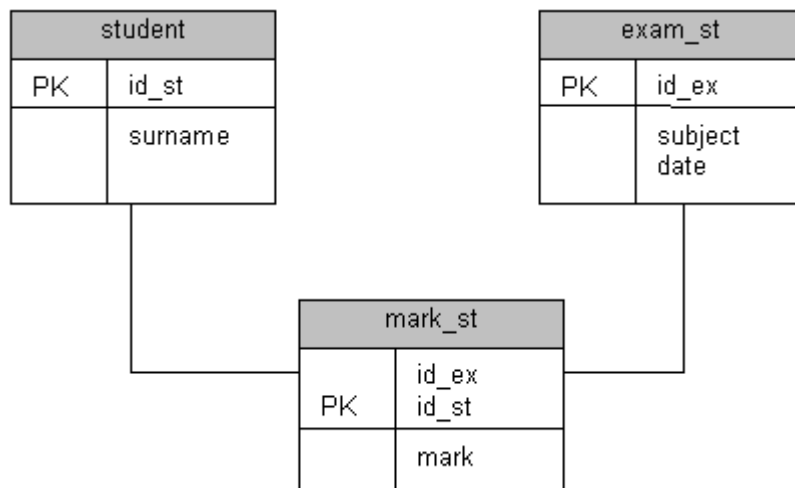 student
PK id_st
surname
exam_st
PK id_ex
subject
date
mark_st
id_ex
PK id_st
mark